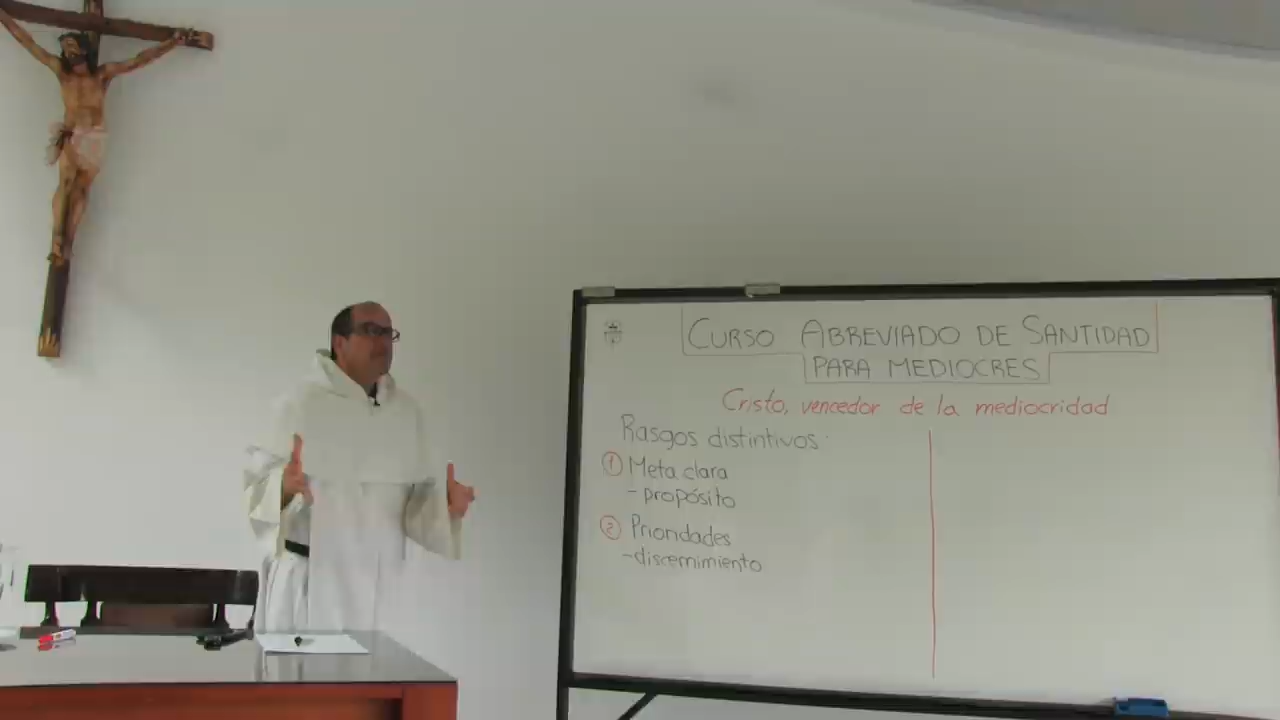 CURSO ABREVIADO DE SANTIDAD
PARA MEDIOCRES
Cristo, vencedor de la mediocridad
Rasgos distintivos:
① Meta clara
- propósito
② Prioridades
- discernimiento